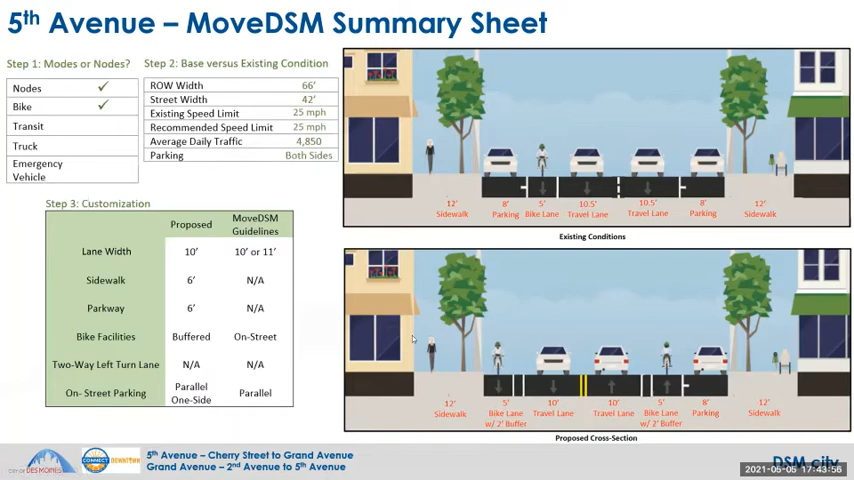 5th Avenue – MoveDSM Summary Sheet
Step 1: Modes or Nodes?
Nodes ✓
Bike ✓
Transit
Truck
Emergency
Vehicle
Step 2: Base versus Existing Condition
ROW Width 66'
Street Width 42'
Existing Speed Limit 25 mph
Recommended Speed Limit 25 mph
Average Daily Traffic 4,850
Parking Both Sides
Step 3: Customization
Proposed MoveDSM
Guidelines
Lane Width 10' 10' or 11'
Sidewalk 6' N/A
Parkway 6' N/A
Bike Facilities Buffered On-Street
Two-Way Left Turn Lane N/A N/A
On- Street Parking Parallel
One-Side Parallel
12' 8' 5' 10.5' 10.5' 8' 12'
Sidewalk Parking Bike Lane Travel Lane Travel Lane Parking Sidewalk
Existing Conditions
12' 5' 10' 10' 5' 8' 12'
Sidewalk Bike Lane Travel Lane Travel Lane Bike Lane Parking Sidewalk
w/ 2' Buffer w/ 2' Buffer
Proposed Cross-Section
CITY OF DES MOINES
CONNECT
DOWNTOWN
5th Avenue – Cherry Street to Grand Avenue
Grand Avenue – 2nd Avenue to 5th Avenue
DSM.city
2021-05-05 17:43:56